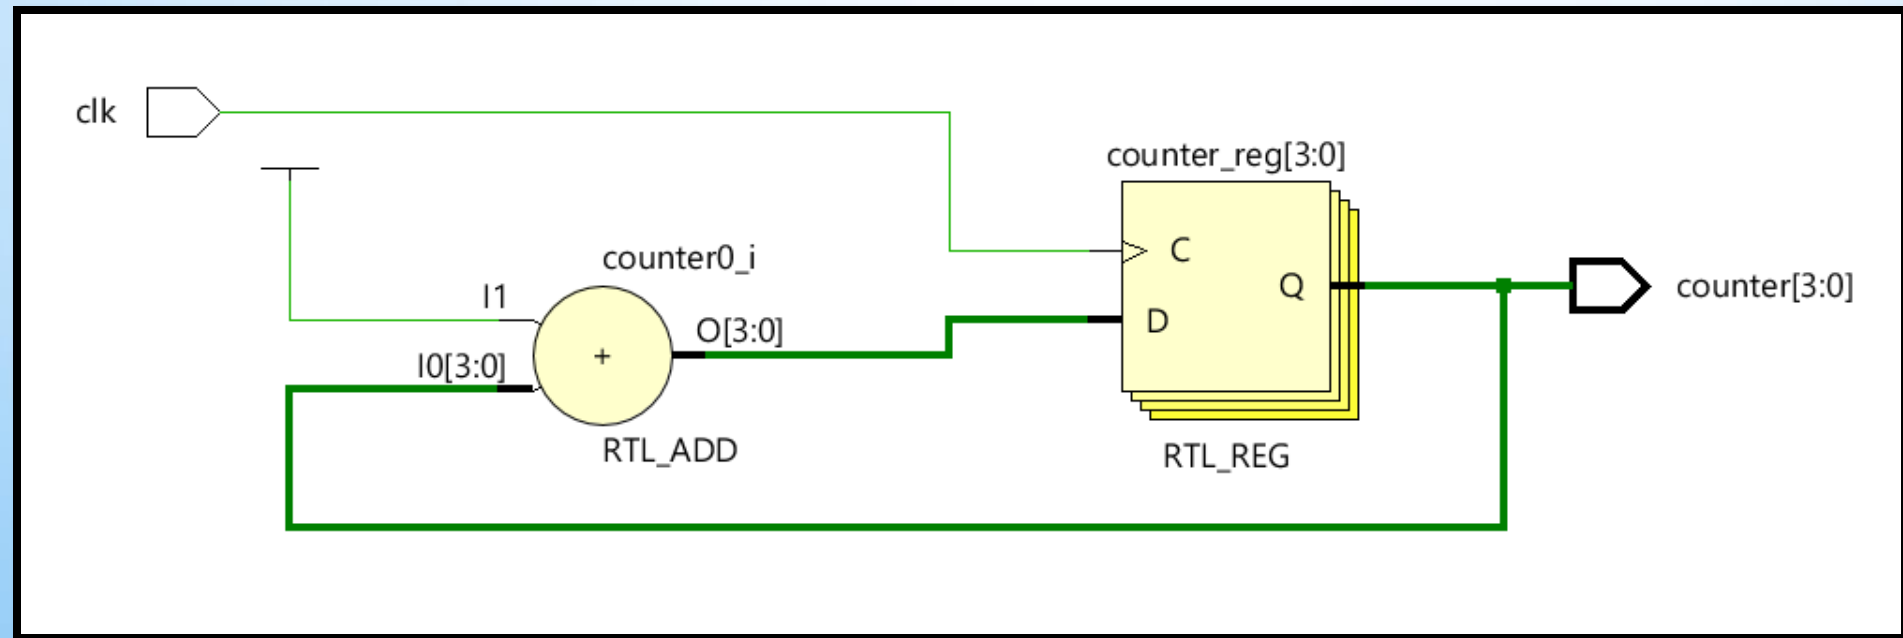 clk
counter_reg[3:0]
C
counter0_i
I1
Q
counter[3:0]
D
O[3:0]
+
I0[3:0]
RTL_ADD
RTL_REG